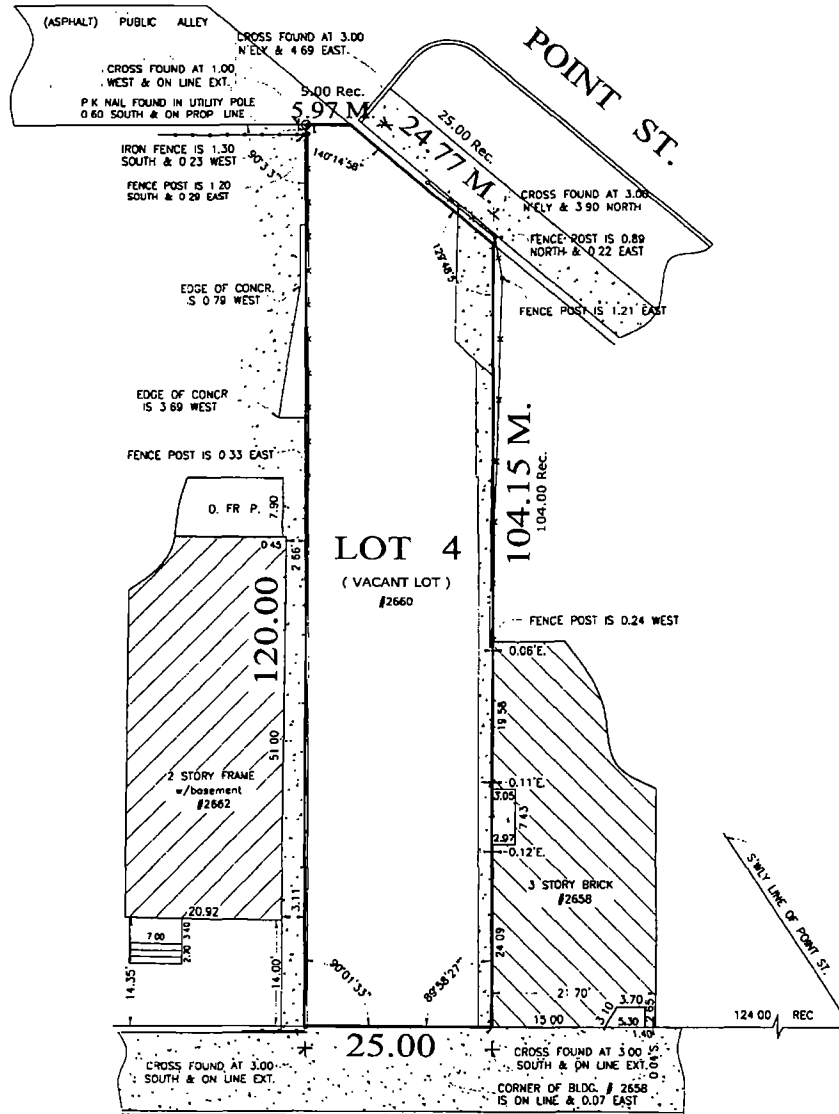 (ASPHALT) PUBLIC ALLEY
CROSS FOUND AT 3.00
N'ELY & 4 69 EAST.
POINT ST.
CROSS FOUND AT 1.00
WEST & ON LINE EXT.
5.00 Rec.
P K NAIL FOUND IN UTILITY POLE
0 60 SOUTH & ON PROP LINE
5.97 M.
25.00 Rec.
24.77 M.
IRON FENCE IS 1.30
SOUTH & 0 23 WEST
140°14'58"
FENCE POST IS 1 20
SOUTH & 0 29 EAST
CROSS FOUND AT 3.00
N'ELY & 3 90 NORTH
FENCE POST IS 0.89
NORTH & 0 22 EAST
EDGE OF CONCR.
IS 0 79 WEST
FENCE POST IS 1.21 EAST
EDGE OF CONCR
IS 3 69 WEST
FENCE POST IS 0 33 EAST
104.15 M.
104.00 Rec.
O. FR P.
7.90
0.45
2 66'
LOT 4
( VACANT LOT )
#2660
120.00
FENCE POST IS 0.24 WEST
0.06'E.
19 58
51 00
2 STORY FRAME
w/basement
#2662
0.11'E.
3.05
7 43
2.97
0.12'E.
3 STORY BRICK
#2658
S'WLY LINE OF POINT ST.
20.92
3.11'
7 00
3 40
2.70
24 09
14.35'
14.00'
90°01'33"
89°58'27"
2' 70'
3.70
2 65'
3 10
15 00
5.30
1.40
0 04'S.
124 00 REC
25.00
CROSS FOUND AT 3.00
SOUTH & ON LINE EXT.
CROSS FOUND AT 3 00
SOUTH & ON LINE EXT.
CORNER OF BLDG. # 2658
IS ON LINE & 0.07 EAST